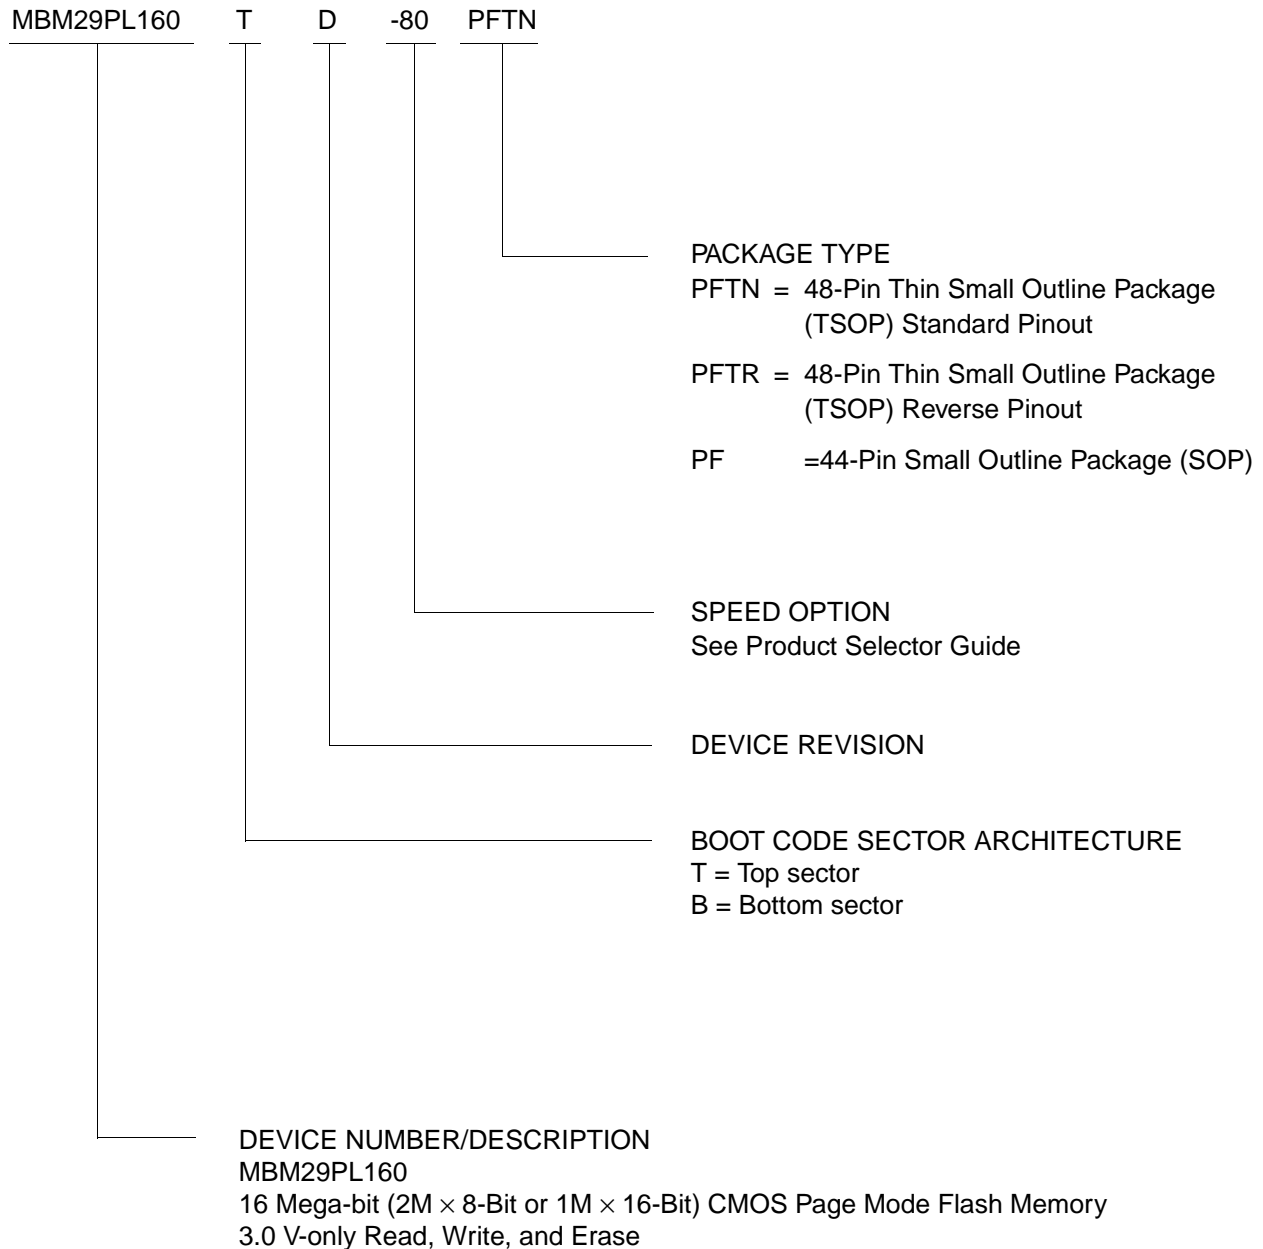 MBM29PL160 T D -80 PFTN
PACKAGE TYPE
PFTN = 48-Pin Thin Small Outline Package
(TSOP) Standard Pinout
PFTR = 48-Pin Thin Small Outline Package
(TSOP) Reverse Pinout
PF =44-Pin Small Outline Package (SOP)
SPEED OPTION
See Product Selector Guide
DEVICE REVISION
BOOT CODE SECTOR ARCHITECTURE
T = Top sector
B = Bottom sector
DEVICE NUMBER/DESCRIPTION
MBM29PL160
16 Mega-bit (2M × 8-Bit or 1M × 16-Bit) CMOS Page Mode Flash Memory
3.0 V-only Read, Write, and Erase